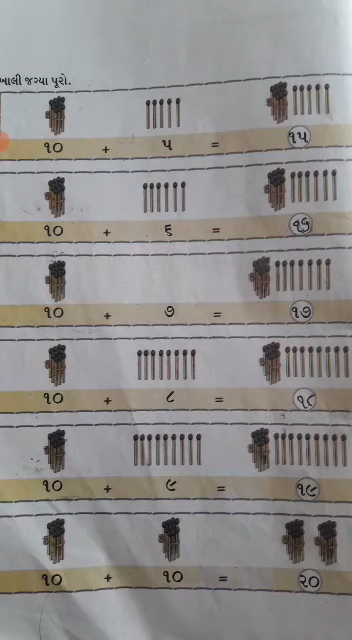 ખાલી જગ્યા પૂરો.
૧૦ + ૫ = ૧૫
૧૦ + ૬ = ૧૬
૧૦ + ૭ = ૧૭
૧૦ + ૮ = ૧૮
૧૦ + ૯ = ૧૯
૧૦ + ૧૦ = ૨૦